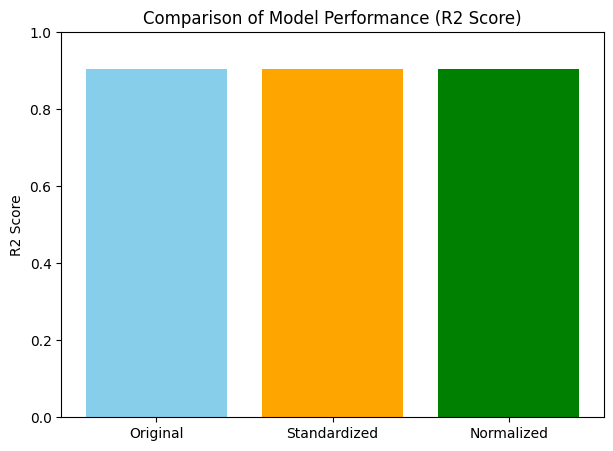 Comparison of Model Performance (R2 Score)
1.0
0.8
0.6
0.4
0.2
0.0
R2 Score
Original Standardized Normalized